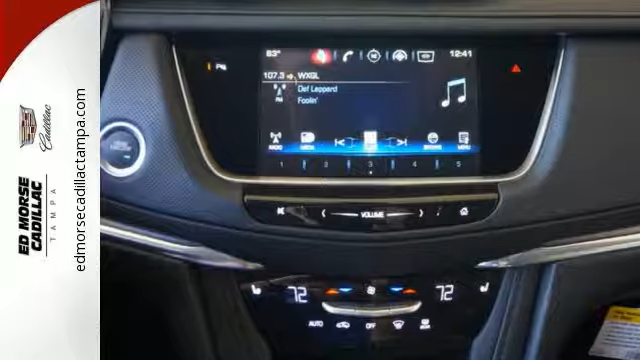 Cadillac
ED MORSE
CADILLAC
TAMPA
edmorsecadillactampa.com
83° 12:41
107.3 WXGL
Def Leppard
Foolin'
FM
RADIO MEDIA BROWSE MENU
1 2 3 4 5
VOLUME
72 72
AUTO OFF